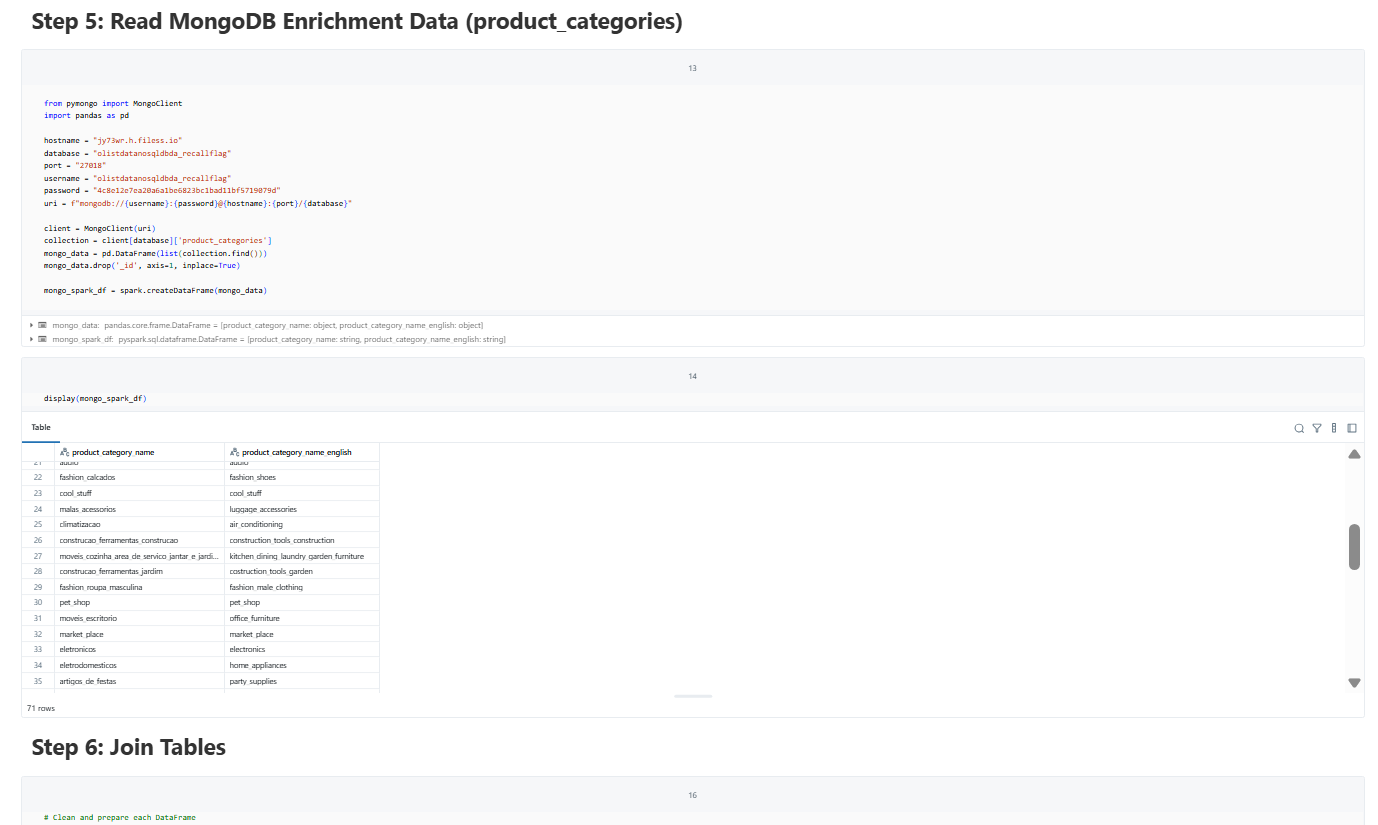 Step 5: Read MongoDB Enrichment Data (product_categories)
13
from pymongo import MongoClient
import pandas as pd
hostname = "jy73wr.h.filess.io"
database = "olistdatanosqldbda_recallflag"
port = "27018"
username = "olistdatanosqldbda_recallflag"
password = "4c8e12e7ea20a6a1be6823bc1bad11bf5719079d"
uri = f"mongodb://{username}:{password}@{hostname}:{port}/{database}"
client = MongoClient(uri)
collection = client[database]['product_categories']
mongo_data = pd.DataFrame(list(collection.find()))
mongo_data.drop('_id', axis=1, inplace=True)
mongo_spark_df = spark.createDataFrame(mongo_data)
mongo_data: pandas.core.frame.DataFrame = [product_category_name: object, product_category_name_english: object]
mongo_spark_df: pyspark.sql.dataframe.DataFrame = [product_category_name: string, product_category_name_english: string]
14
display(mongo_spark_df)
Table
product_category_name product_category_name_english
21 audio audio
22 fashion_calcados fashion_shoes
23 cool_stuff cool_stuff
24 malas_acessorios luggage_accessories
25 climatizacao air_conditioning
26 construcao_ferramentas_construcao construction_tools_construction
27 moveis_cozinha_area_de_servico_jantar_e_jardi... kitchen_dining_laundry_garden_furniture
28 construcao_ferramentas_jardim costruction_tools_garden
29 fashion_roupa_masculina fashion_male_clothing
30 pet_shop pet_shop
31 moveis_escritorio office_furniture
32 market_place market_place
33 eletronicos electronics
34 eletrodomesticos home_appliances
35 artigos_de_festas party_supplies
71 rows
Step 6: Join Tables
16
# Clean and prepare each DataFrame